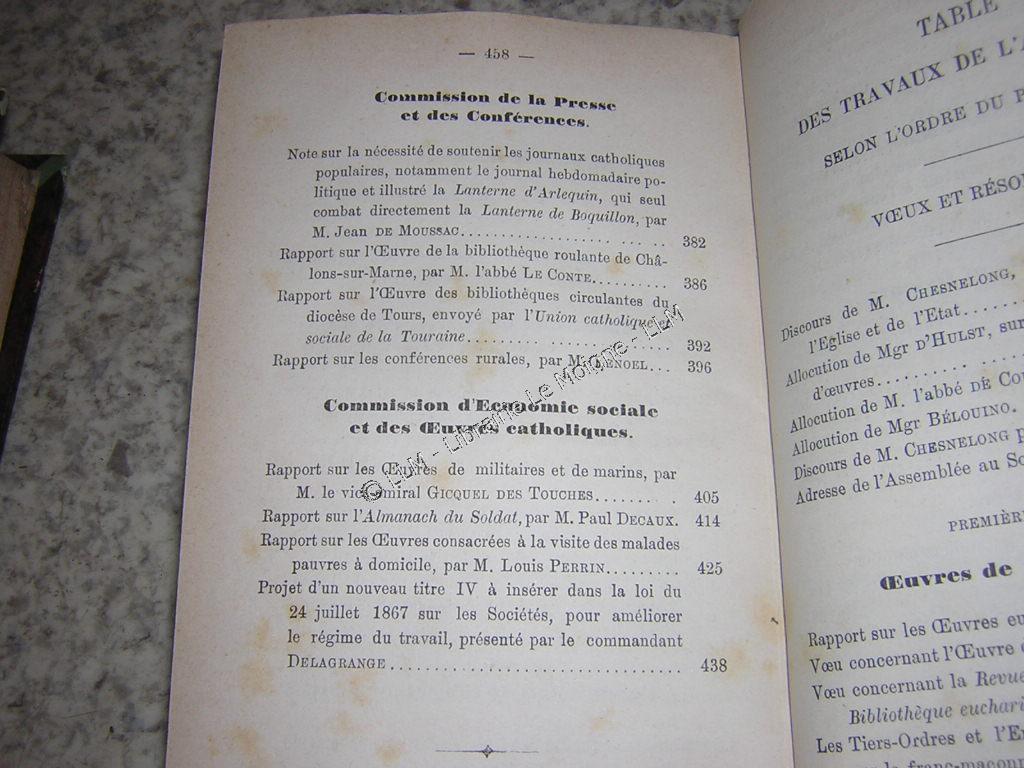 — 458 —
Commission de la Presse
et des Conférences.
Note sur la nécessité de soutenir les journaux catholiques
populaires, notamment le journal hebdomadaire po-
litique et illustré la Lanterne d'Arlequin, qui seul
combat directement la Lanterne de Boquillon, par
M. Jean DE MOUSSAC........................ ... .. 382
Rapport sur l'Œuvre de la bibliothèque roulante de Châ-
lons-sur-Marne, par M. l'abbé LE CONTE.......... 386
Rapport sur l'Œuvre des bibliothèques circulantes du
diocèse de Tours, envoyé par l'Union catholique et
sociale de la Touraine.............................. 392
Rapport sur les conférences rurales, par M. GENOEL... 396
Commission d'Economie sociale
et des Œuvres catholiques.
Rapport sur les Œuvres de militaires et de marins, par
M. le vice-amiral GICQUEL DES TOUCHES........ . 405
Rapport sur l'Almanach du Soldat, par M. Paul DECAUX. 414
Rapport sur les Œuvres consacrées à la visite des malades
pauvres à domicile, par M. Louis PERRIN......... 425
Projet d'un nouveau titre IV à insérer dans la loi du
24 juillet 1867 sur les Sociétés, pour améliorer
le régime du travail, présenté par le commandant
DELAGRANGE .................................. 438
© LLM - Librairie Le Moigne - LLM
TABLE
DES TRAVAUX DE L'A
SELON L'ORDRE DU P
VŒUX ET RÉSO
Discours de M. CHESNELONG,
l'Eglise et de l'Etat....
Allocution de Mgr D'HULST, sur
d'œuvres..........
Allocution de M. l'abbé DE CO
Allocution de Mgr BÉLOUINO.
Discours de M. CHESNELONG p
Adresse de l'Assemblée au So
PREMIÈR
Œuvres de
Rapport sur les Œuvres eu
Vœu concernant l'Œuvre
Vœu concernant la Revue
Bibliothèque euchari
Les Tiers-Ordres et l'E
la franc-maçonn